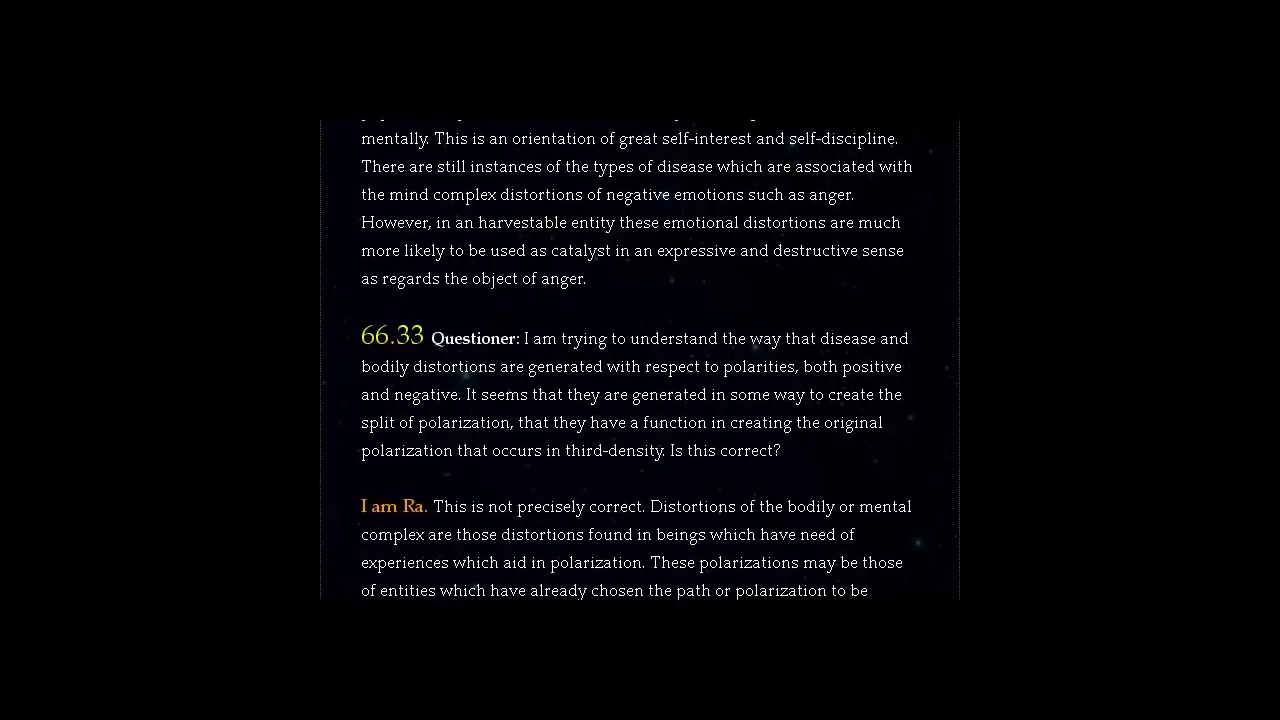 mentally. This is an orientation of great self-interest and self-discipline.
There are still instances of the types of disease which are associated with
the mind complex distortions of negative emotions such as anger.
However, in an harvestable entity these emotional distortions are much
more likely to be used as catalyst in an expressive and destructive sense
as regards the object of anger.
66.33 Questioner: I am trying to understand the way that disease and
bodily distortions are generated with respect to polarities, both positive
and negative. It seems that they are generated in some way to create the
split of polarization, that they have a function in creating the original
polarization that occurs in third-density. Is this correct?
I am Ra. This is not precisely correct. Distortions of the bodily or mental
complex are those distortions found in beings which have need of
experiences which aid in polarization. These polarizations may be those
of entities which have already chosen the path or polarization to be